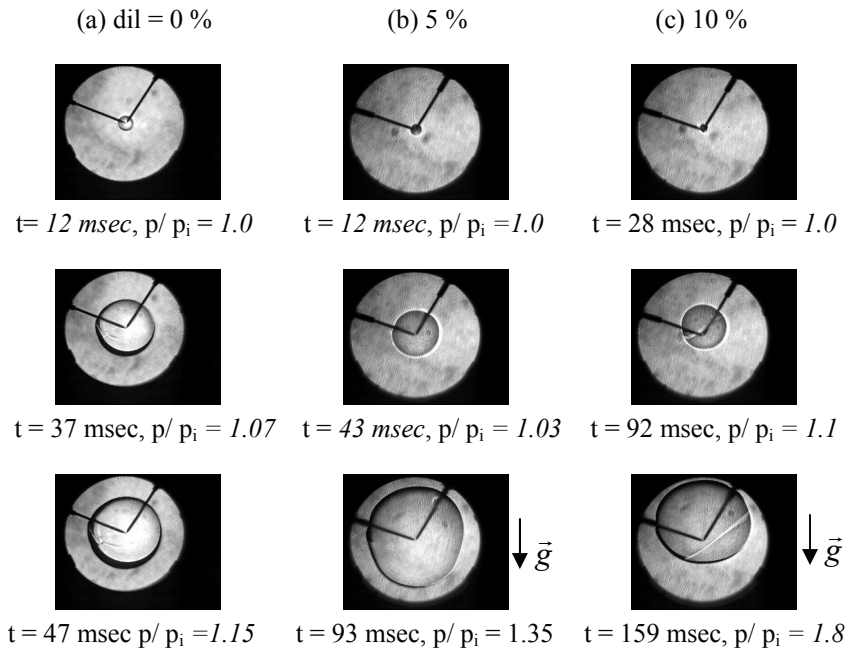 (a) dil = 0 % (b) 5 % (c) 10 %
t= 12 msec, p/ pi = 1.0 t = 12 msec, p/ pi =1.0 t = 28 msec, p/ pi = 1.0
t = 37 msec, p/ pi = 1.07 t = 43 msec, p/ pi = 1.03 t = 92 msec, p/ pi = 1.1
g⃗ g⃗
t = 47 msec p/ pi =1.15 t = 93 msec, p/ pi = 1.35 t = 159 msec, p/ pi = 1.8